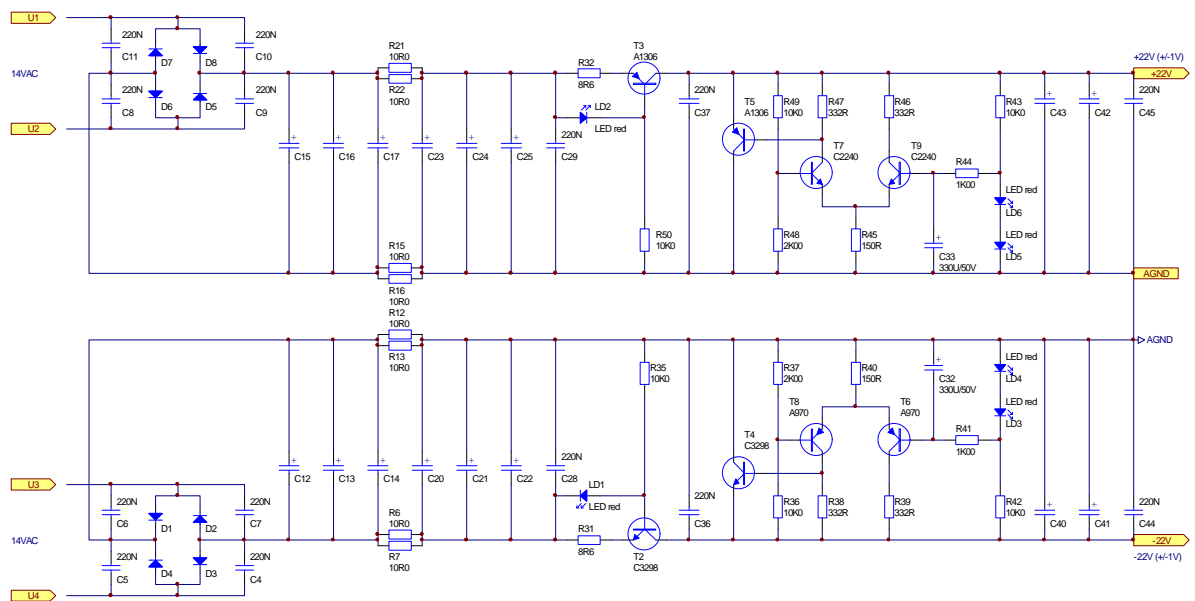 U1
220N
C11
D7
D8
220N
C10
14VAC
220N
C8
D6
D5
220N
C9
U2
C15
C16
C17
R21
10R0
R22
10R0
C23
C24
C25
220N
C29
R32
8R6
LD2
LED red
T3
A1306
R50
10K0
220N
C37
T5
A1306
R49
10K0
R47
332R
R46
332R
T7
C2240
T9
C2240
R48
2K00
R45
150R
R44
1K00
C33
330U/50V
R43
10K0
LED red
LD6
LED red
LD5
C43
C42
220N
C45
+22V (+/-1V)
+22V
R15
10R0
R16
10R0
AGND
R12
10R0
R13
10R0
AGND
R35
10K0
R37
2K00
R40
150R
C32
330U/50V
LED red
LD4
LED red
LD3
T8
A970
T6
A970
T4
C3298
R41
1K00
C12
C13
C14
C20
C21
C22
220N
C28
LD1
LED red
220N
C36
R36
10K0
R38
332R
R39
332R
R42
10K0
C40
C41
220N
C44
U3
220N
C6
D1
D2
220N
C7
14VAC
R6
10R0
R7
10R0
R31
8R6
T2
C3298
-22V
-22V (+/-1V)
220N
C5
D4
D3
220N
C4
U4